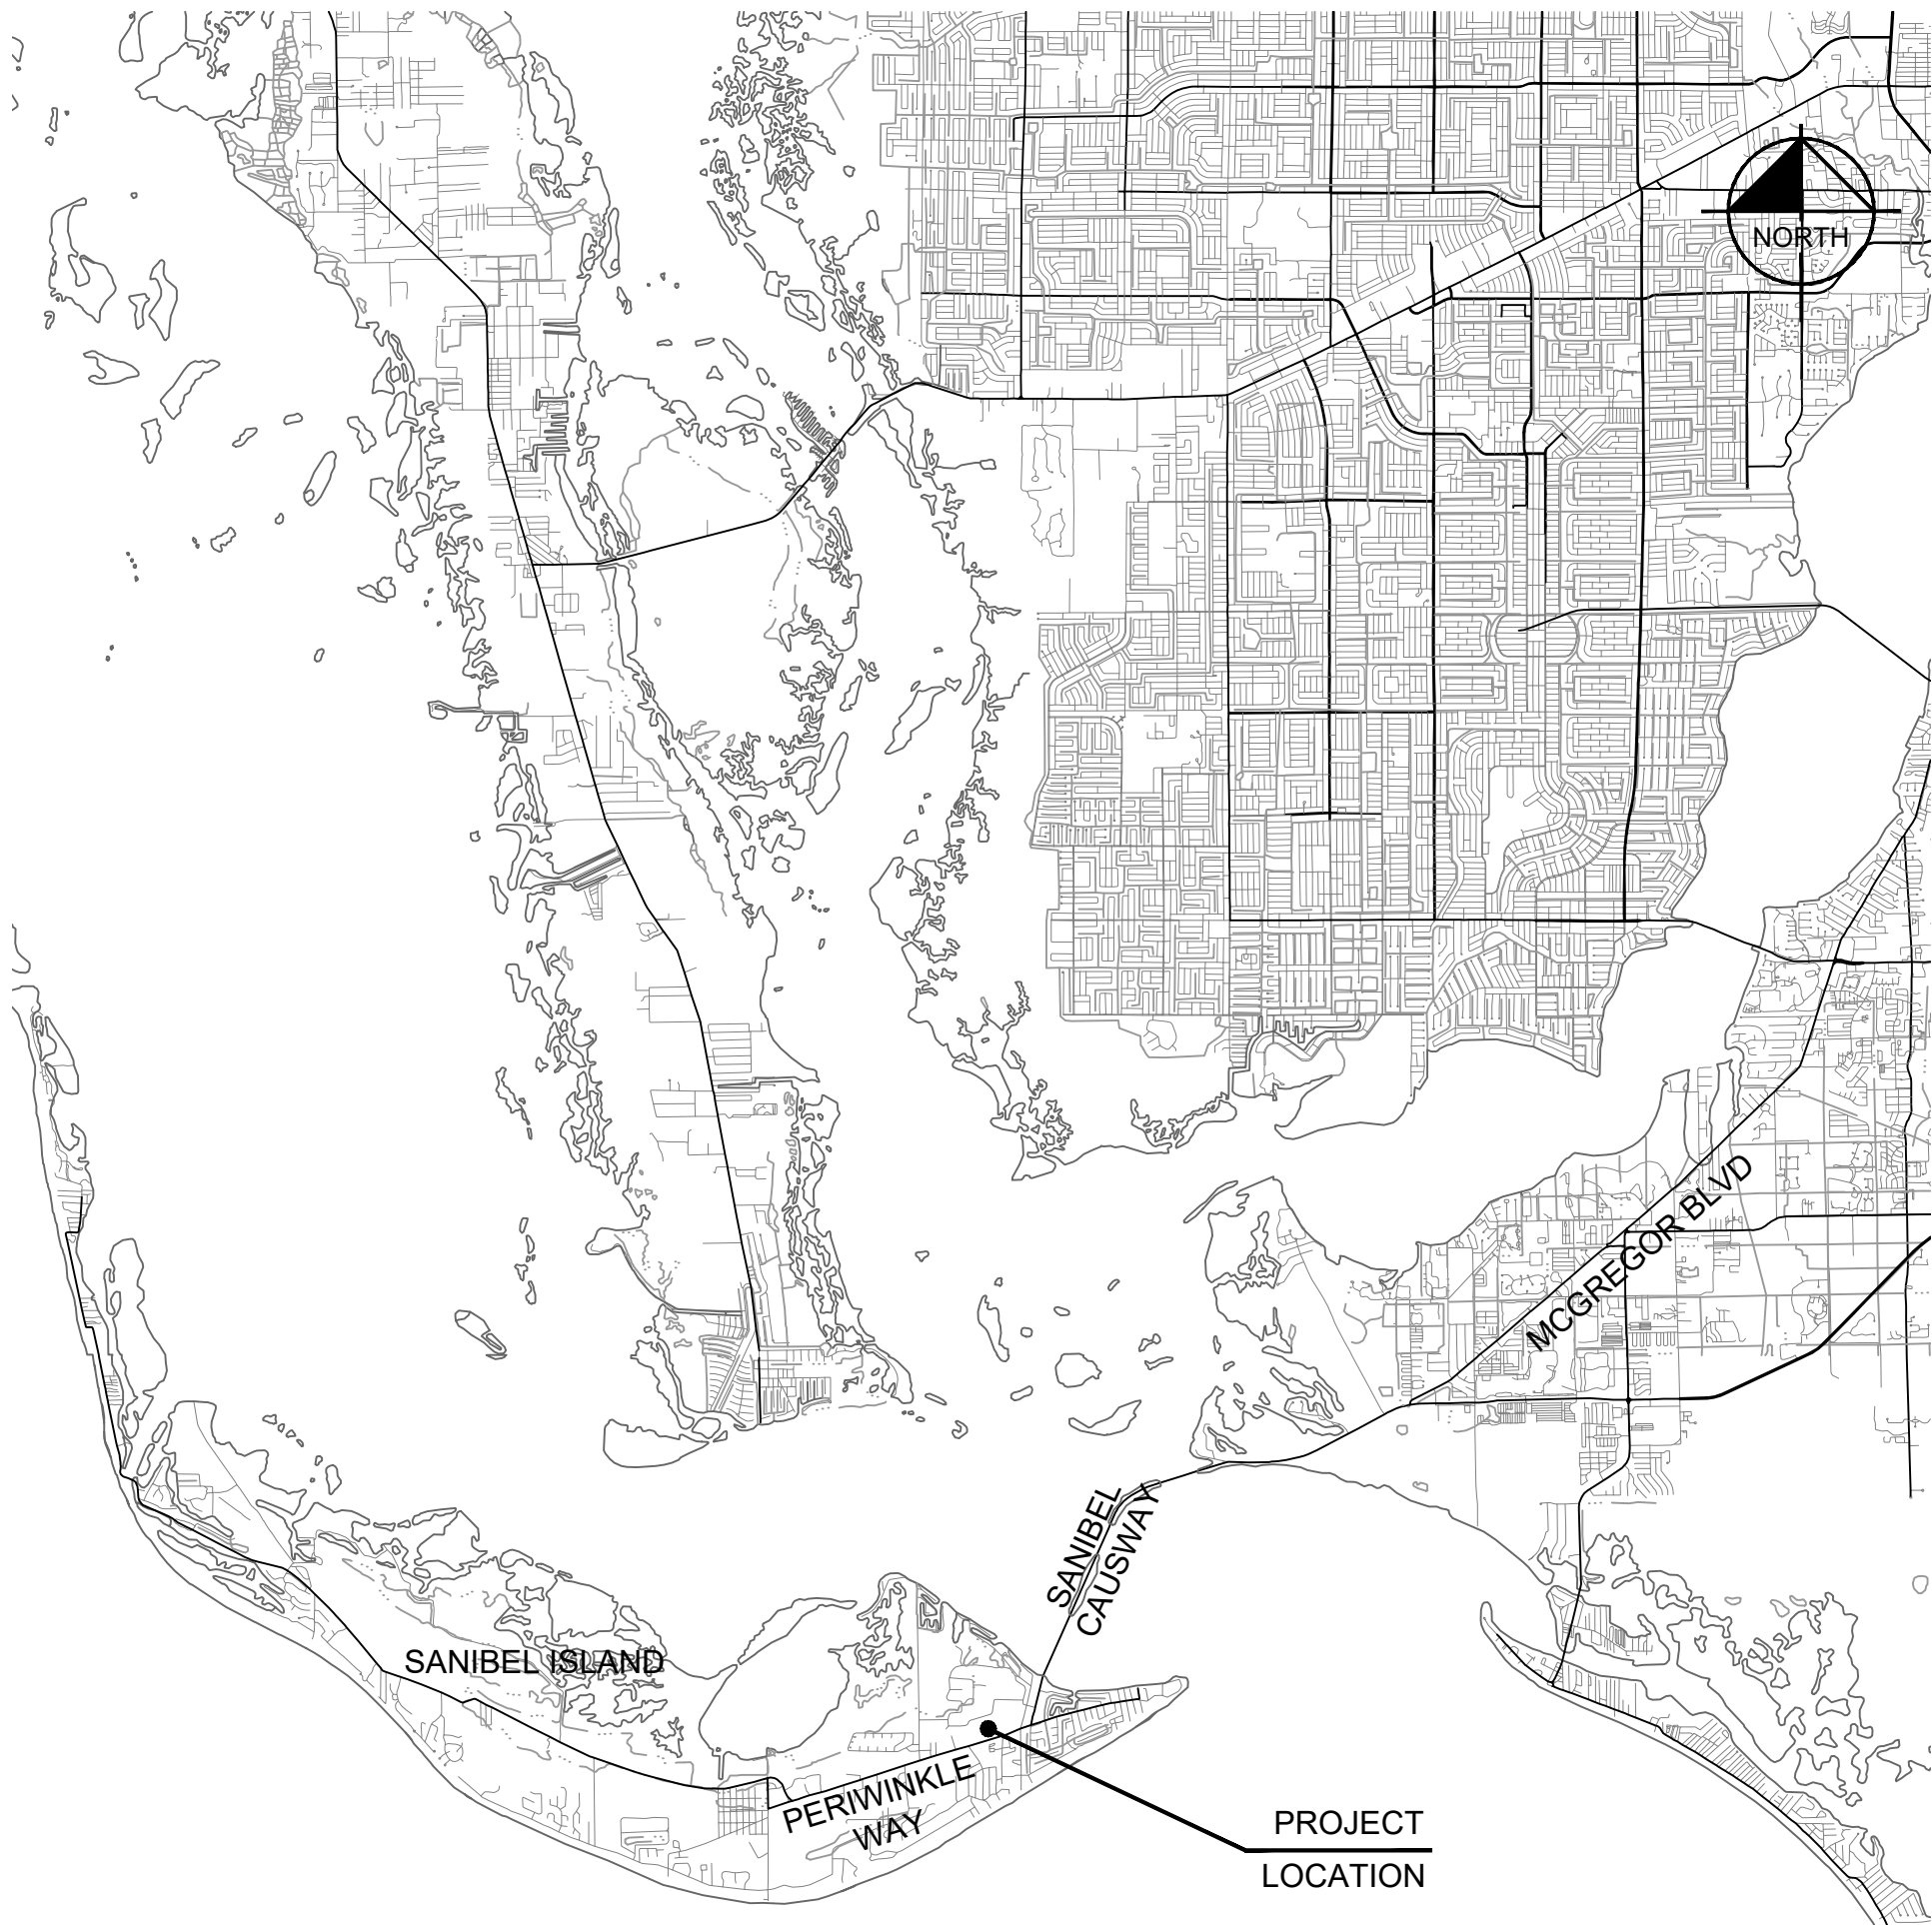 NORTH
MCGREGOR BLVD
SANIBEL
CAUSWAY
SANIBEL ISLAND
PERIWINKLE
WAY
PROJECT
LOCATION